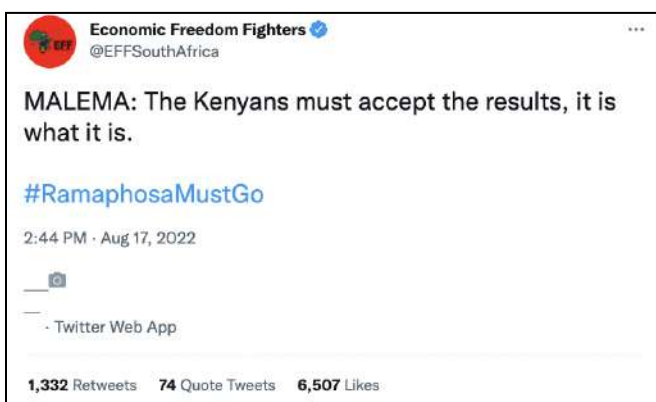 Economic Freedom Fighters
@EFFSouthAfrica
EFF
MALEMA: The Kenyans must accept the results, it is
what it is.
#RamaphosaMustGo
2:44 PM · Aug 17, 2022
· Twitter Web App
1,332 Retweets 74 Quote Tweets 6,507 Likes